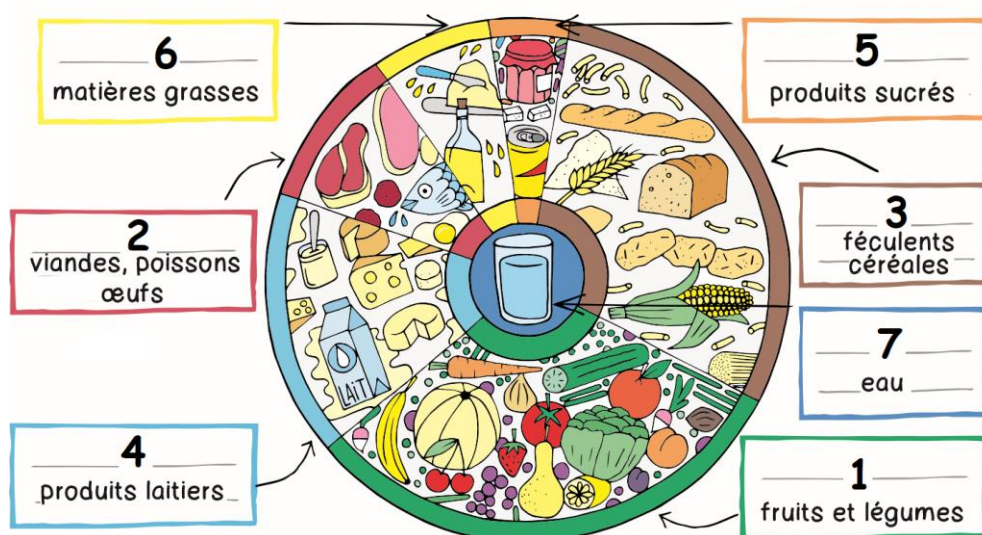 6
matières grasses
5
produits sucrés
2
viandes, poissons
œufs
3
féculents
céréales
7
eau
LAIT
4
produits laitiers
1
fruits et légumes